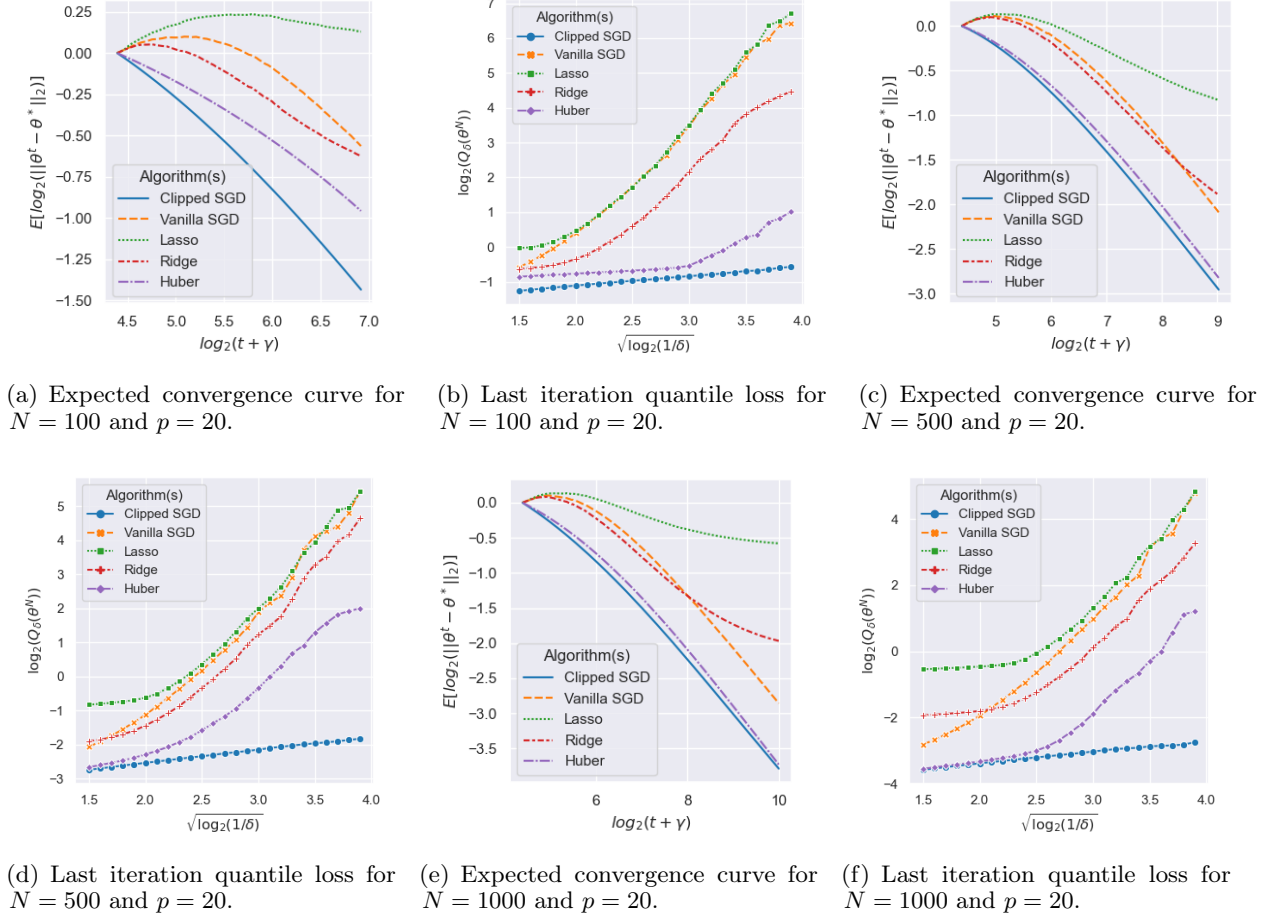 E[log₂(||θᵗ − θ* ||₂)]
0.25
0.00
−0.25
−0.50
−0.75
−1.00
−1.25
−1.50
Algorithm(s)
Clipped SGD
Vanilla SGD
Lasso
Ridge
Huber
4.5 5.0 5.5 6.0 6.5 7.0
log₂(t + γ)
log₂(Q_δ(θᴺ))
7
6
5
4
3
2
1
0
−1
Algorithm(s)
Clipped SGD
Vanilla SGD
Lasso
Ridge
Huber
1.5 2.0 2.5 3.0 3.5 4.0
√log₂(1/δ)
E[log₂(||θᵗ − θ* ||₂)]
0.0
−0.5
−1.0
−1.5
−2.0
−2.5
−3.0
Algorithm(s)
Clipped SGD
Vanilla SGD
Lasso
Ridge
Huber
5 6 7 8 9
log₂(t + γ)
(a) Expected convergence curve for
N = 100 and p = 20.
(b) Last iteration quantile loss for
N = 100 and p = 20.
(c) Expected convergence curve for
N = 500 and p = 20.
log₂(Q_δ(θᴺ))
5
4
3
2
1
0
−1
−2
−3
Algorithm(s)
Clipped SGD
Vanilla SGD
Lasso
Ridge
Huber
1.5 2.0 2.5 3.0 3.5 4.0
√log₂(1/δ)
E[log₂(||θᵗ − θ* ||₂)]
0.0
−0.5
−1.0
−1.5
−2.0
−2.5
−3.0
−3.5
Algorithm(s)
Clipped SGD
Vanilla SGD
Lasso
Ridge
Huber
6 8 10
log₂(t + γ)
log₂(Q_δ(θᴺ))
4
2
0
−2
−4
Algorithm(s)
Clipped SGD
Vanilla SGD
Lasso
Ridge
Huber
1.5 2.0 2.5 3.0 3.5 4.0
√log₂(1/δ)
(d) Last iteration quantile loss for
N = 500 and p = 20.
(e) Expected convergence curve for
N = 1000 and p = 20.
(f) Last iteration quantile loss for
N = 1000 and p = 20.